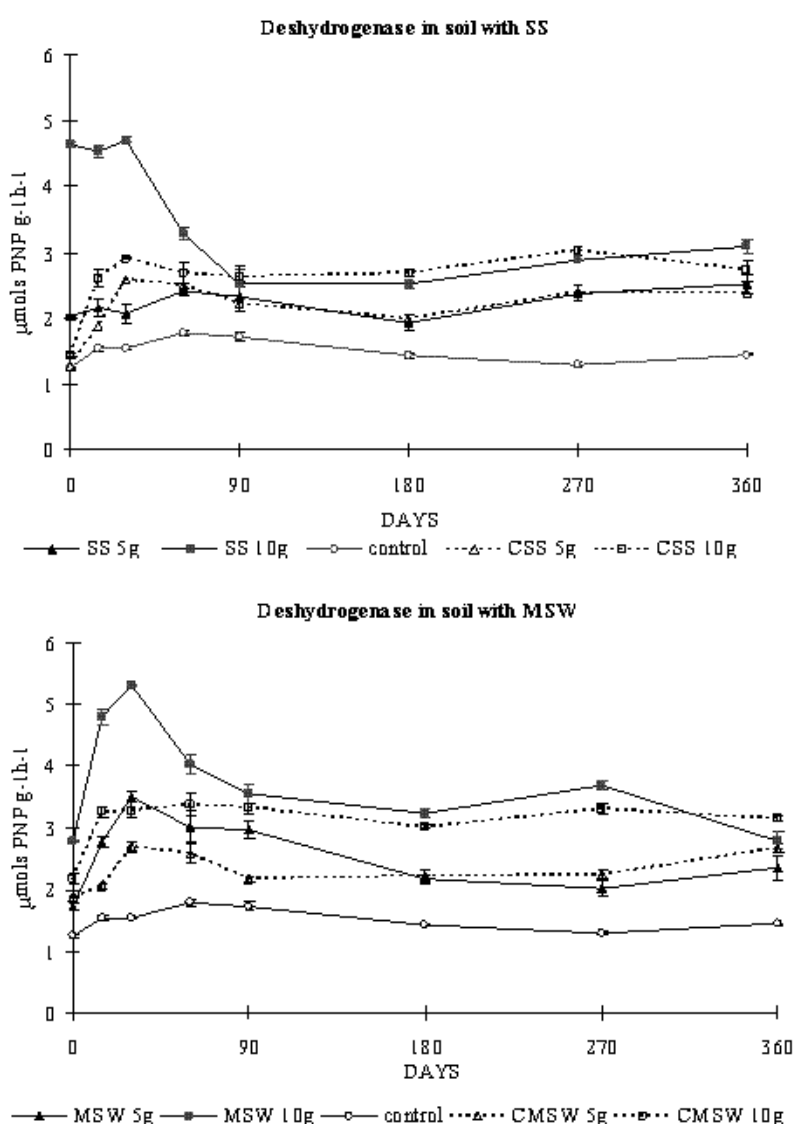 Deshydrogenase in soil with SS
6
5
4
3
2
1
0
µmols PNP g-1h-1
0 90 180 270 360
DAYS
SS 5g SS 10g control CSS 5g CSS 10g
Deshydrogenase in soil with MSW
6
5
4
3
2
1
0
µmols PNP g-1h-1
0 90 180 270 360
DAYS
MSW 5g MSW 10g control CMSW 5g CMSW 10g